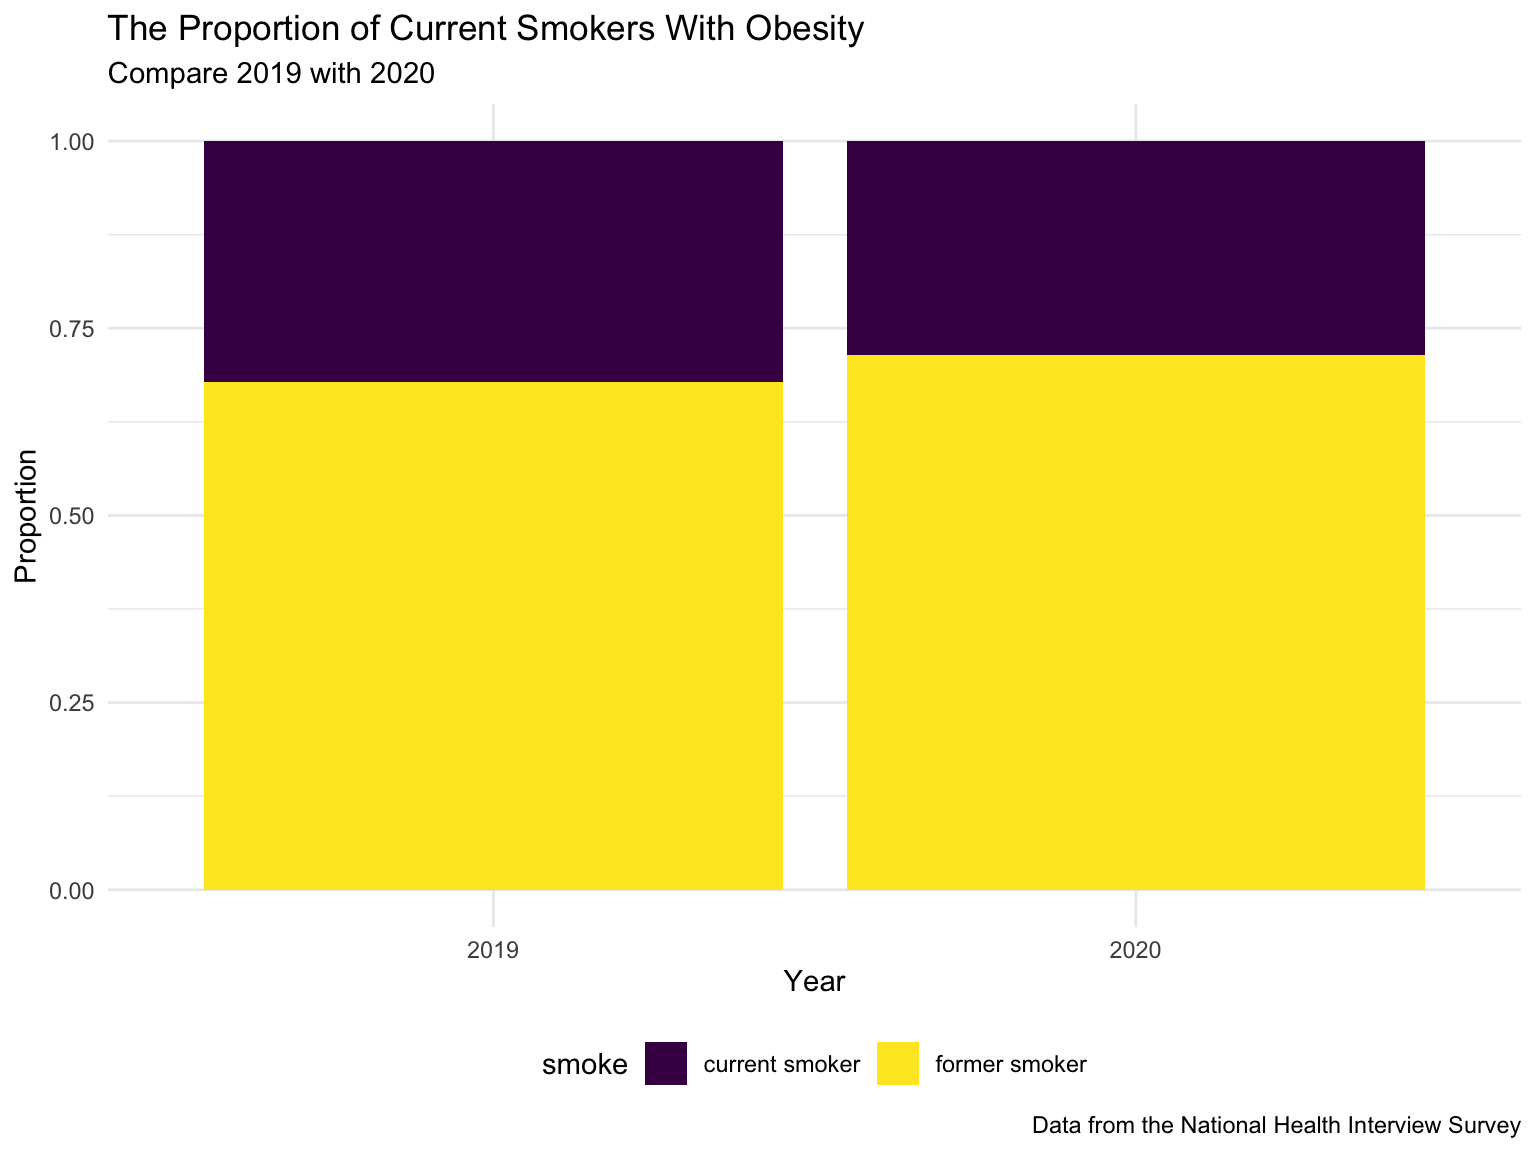 The Proportion of Current Smokers With Obesity
Compare 2019 with 2020
1.00
0.75
0.50
0.25
0.00
Proportion
2019 2020
Year
smoke current smoker former smoker
Data from the National Health Interview Survey